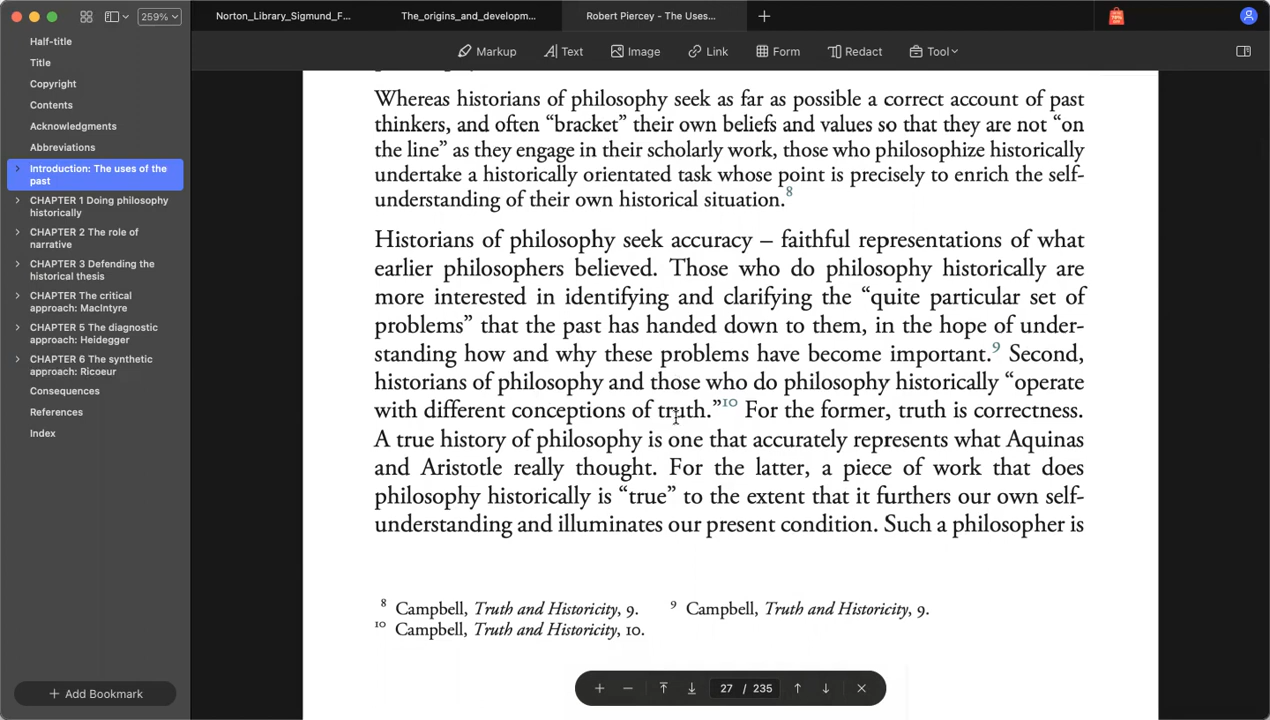 259%
Norton_Library_Sigmund_F...
The_origins_and_developm...
Robert Piercey - The Uses...
Markup
Text
Image
Link
Form
Redact
Tool
Half-title
Title
Copyright
Contents
Acknowledgments
Abbreviations
Introduction: The uses of the
past
CHAPTER 1 Doing philosophy
historically
CHAPTER 2 The role of
narrative
CHAPTER 3 Defending the
historical thesis
CHAPTER The critical
approach: MacIntyre
CHAPTER 5 The diagnostic
approach: Heidegger
CHAPTER 6 The synthetic
approach: Ricoeur
Consequences
References
Index
Add Bookmark
Whereas historians of philosophy seek as far as possible a correct account of past
thinkers, and often “bracket” their own beliefs and values so that they are not “on
the line” as they engage in their scholarly work, those who philosophize historically
undertake a historically orientated task whose point is precisely to enrich the self-
understanding of their own historical situation.8
Historians of philosophy seek accuracy – faithful representations of what
earlier philosophers believed. Those who do philosophy historically are
more interested in identifying and clarifying the “quite particular set of
problems” that the past has handed down to them, in the hope of under-
standing how and why these problems have become important.9 Second,
historians of philosophy and those who do philosophy historically “operate
with different conceptions of truth.”10 For the former, truth is correctness.
A true history of philosophy is one that accurately represents what Aquinas
and Aristotle really thought. For the latter, a piece of work that does
philosophy historically is “true” to the extent that it furthers our own self-
understanding and illuminates our present condition. Such a philosopher is
8 Campbell, Truth and Historicity, 9. 9 Campbell, Truth and Historicity, 9.
10 Campbell, Truth and Historicity, 10.
27 / 235